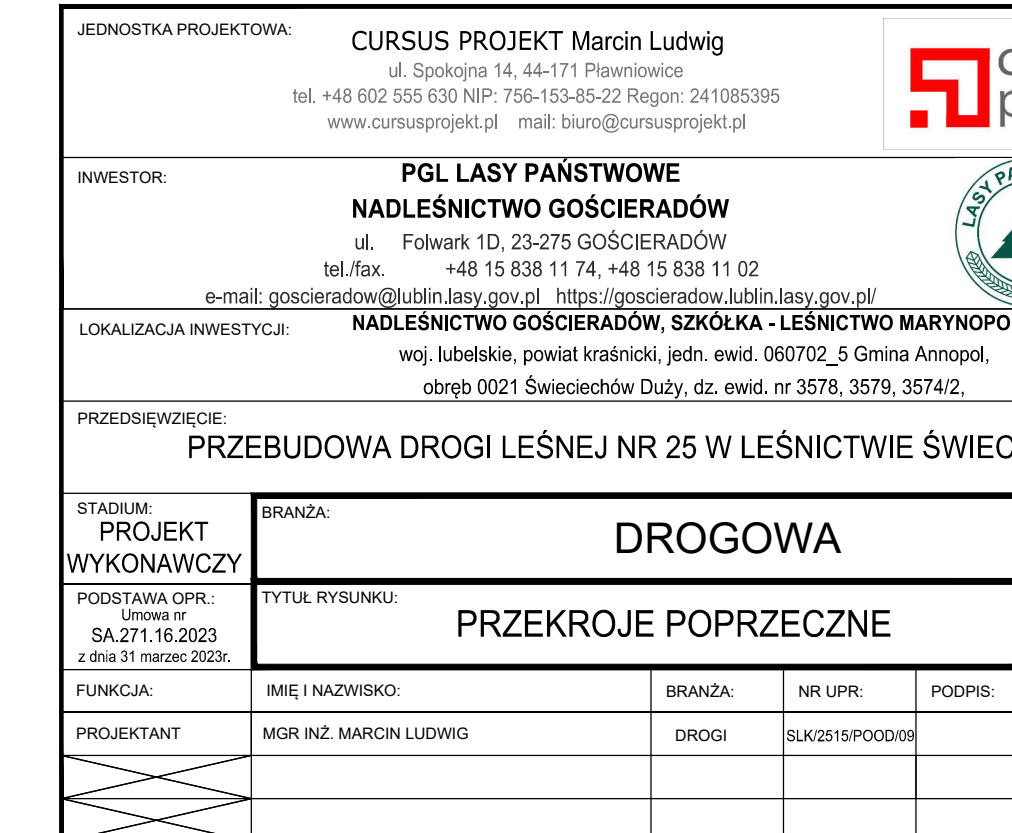 JEDNOSTKA PROJEKTOWA:
CURSUS PROJEKT Marcin Ludwig
ul. Spokojna 14, 44-171 Pławniowice
tel. +48 602 555 630 NIP: 756-153-85-22 Regon: 241085395
www.cursusprojekt.pl mail: biuro@cursusprojekt.pl
INWESTOR:
PGL LASY PAŃSTWOWE
NADLEŚNICTWO GOŚCIERADÓW
ul. Folwark 1D, 23-275 GOŚCIERADÓW
tel./fax. +48 15 838 11 74, +48 15 838 11 02
e-mail: goscieradow@lublin.lasy.gov.pl https://goscieradow.lublin.lasy.gov.pl/
LASY PA
LOKALIZACJA INWESTYCJI:
NADLEŚNICTWO GOŚCIERADÓW, SZKÓŁKA - LEŚNICTWO MARYNOPO
woj. lubelskie, powiat kraśnicki, jedn. ewid. 060702_5 Gmina Annopol,
obręb 0021 Świeciechów Duży, dz. ewid. nr 3578, 3579, 3574/2,
PRZEDSIĘWZIĘCIE:
PRZEBUDOWA DROGI LEŚNEJ NR 25 W LEŚNICTWIE ŚWIEC
STADIUM:
PROJEKT
WYKONAWCZY
BRANŻA:
DROGOWA
PODSTAWA OPR.:
Umowa nr
SA.271.16.2023
z dnia 31 marzec 2023r.
TYTUŁ RYSUNKU:
PRZEKROJE POPRZECZNE
FUNKCJA: IMIĘ I NAZWISKO: BRANŻA: NR UPR: PODPIS:
PROJEKTANT MGR INŻ. MARCIN LUDWIG DROGI SLK/2515/POOD/09